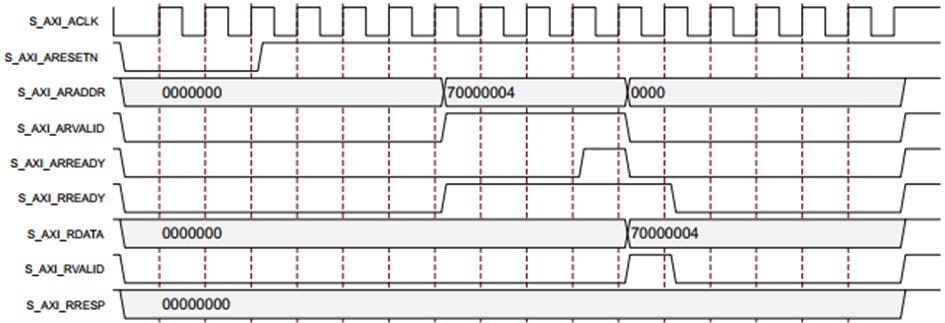 S_AXI_ACLK
S_AXI_ARESETN
S_AXI_ARADDR 0000000 70000004 0000
S_AXI_ARVALID
S_AXI_ARREADY
S_AXI_RREADY
S_AXI_RDATA 0000000 70000004
S_AXI_RVALID
S_AXI_RRESP 00000000